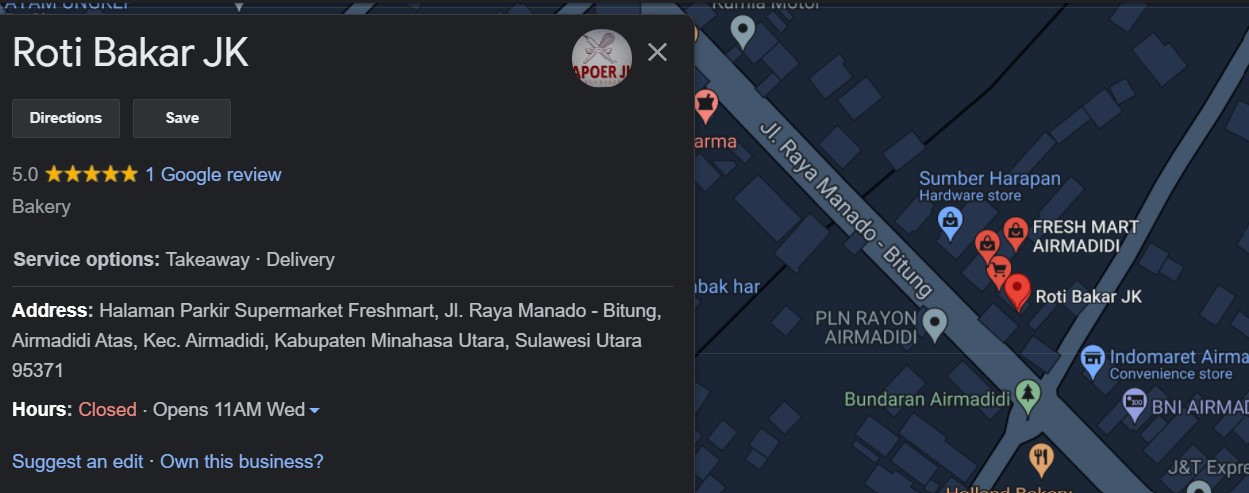 Roti Bakar JK
APOER JK
Directions
Save
5.0
1 Google review
Bakery
Service options: Takeaway · Delivery
Address: Halaman Parkir Supermarket Freshmart, Jl. Raya Manado - Bitung,
Airmadidi Atas, Kec. Airmadidi, Kabupaten Minahasa Utara, Sulawesi Utara
95371
Hours: Closed · Opens 11AM Wed
Suggest an edit · Own this business?
arma
Jl. Raya Manado - Bitung
Sumber Harapan
Hardware store
FRESH MART
AIRMADIDI
Roti Bakar JK
bak har
PLN RAYON
AIRMADIDI
Indomaret Airma
Convenience store
Bundaran Airmadidi
BNI AIRMAD
J&T Expre
Holland Bakery